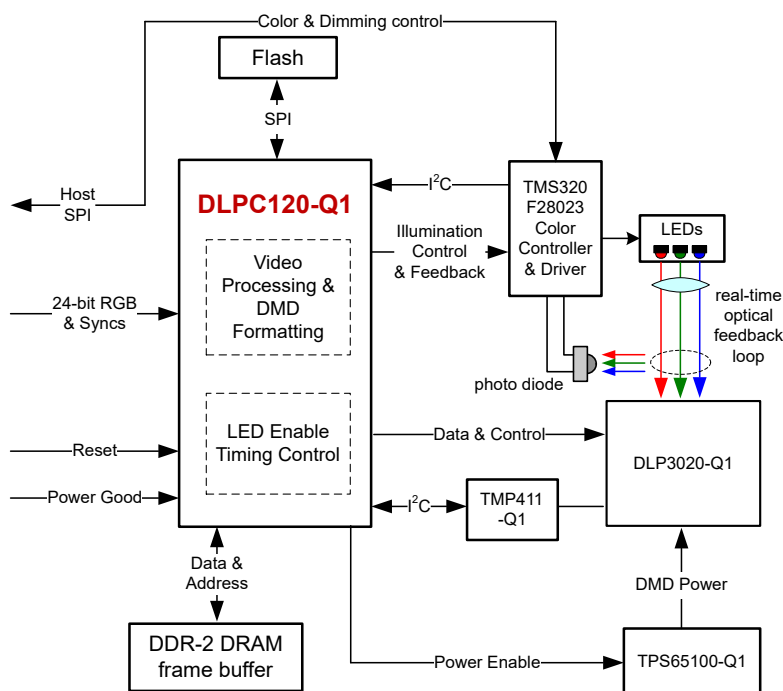 Color & Dimming control
Flash
SPI
Host
SPI
DLPC120-Q1
I²C
TMS320
F28023
Color
Controller
& Driver
LEDs
Illumination
Control
& Feedback
Video
Processing &
DMD
Formatting
24-bit RGB
& Syncs
real-time
optical
feedback
loop
photo diode
LED Enable
Timing Control
Reset
Data & Control
DLP3020-Q1
Power Good
I²C
TMP411
-Q1
Data &
Address
DMD Power
DDR-2 DRAM
frame buffer
Power Enable
TPS65100-Q1